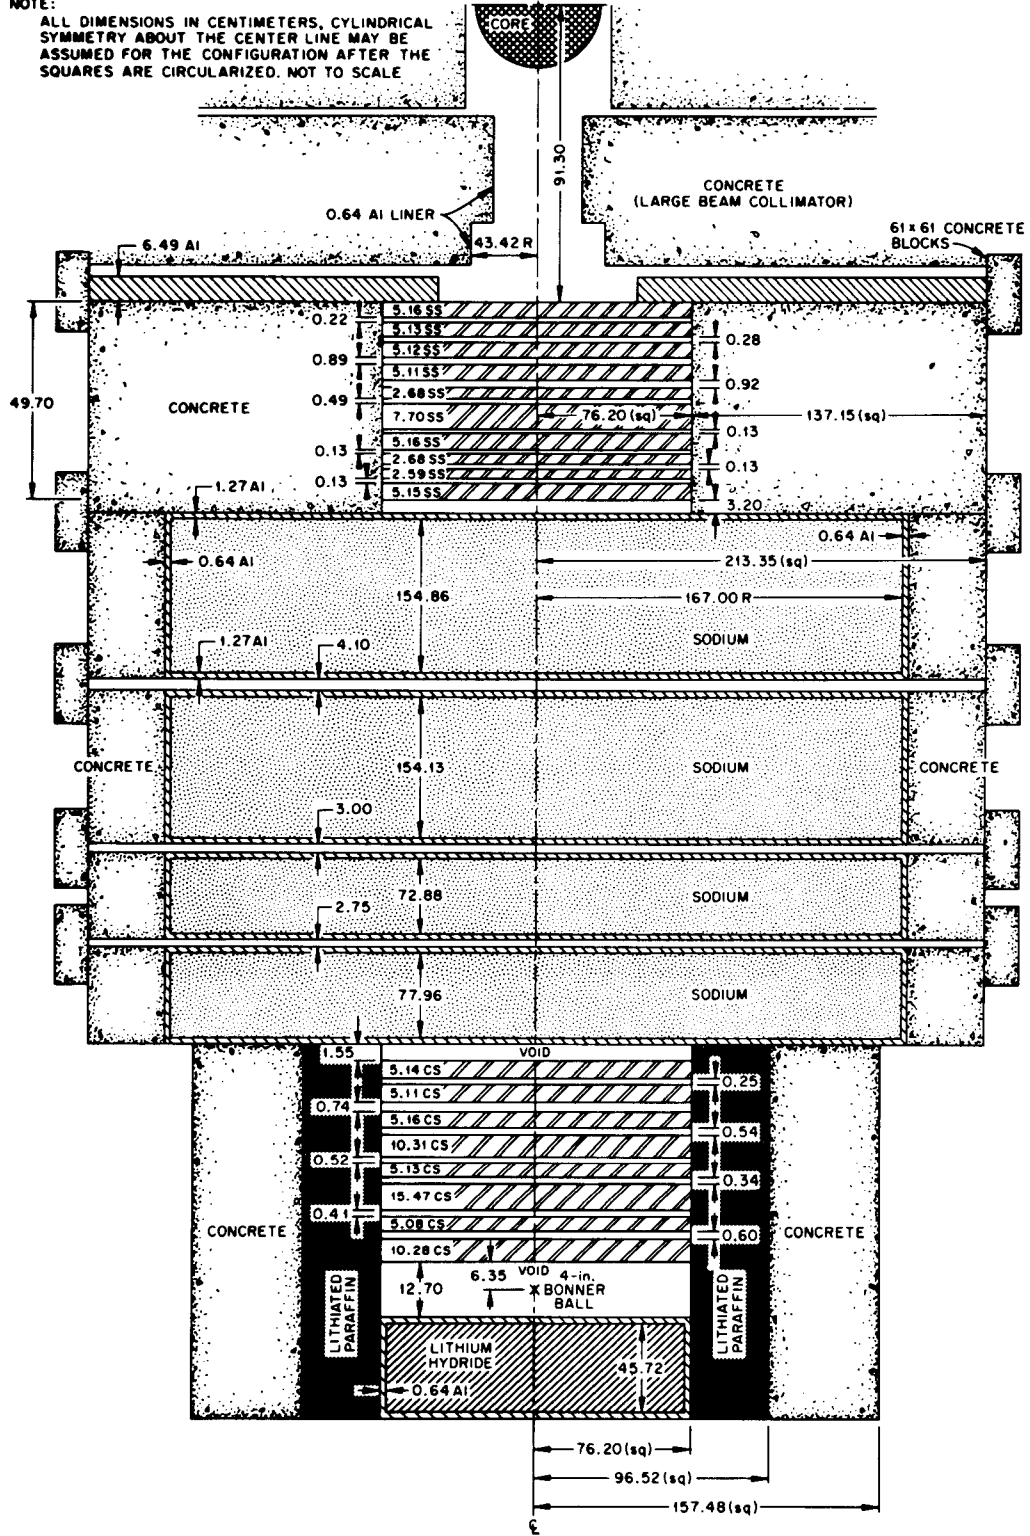 NOTE:
ALL DIMENSIONS IN CENTIMETERS, CYLINDRICAL
SYMMETRY ABOUT THE CENTER LINE MAY BE
ASSUMED FOR THE CONFIGURATION AFTER THE
SQUARES ARE CIRCULARIZED. NOT TO SCALE
CORE
91.30
CONCRETE
(LARGE BEAM COLLIMATOR)
0.64 Al LINER
43.42 R
61 × 61 CONCRETE
BLOCKS
6.49 Al
49.70
CONCRETE
0.22
0.89
0.49
0.13
0.13
5.16 SS
5.13 SS
5.12 SS
5.11 SS
2.68 SS
7.70 SS
5.16 SS
2.68 SS
2.59 SS
5.15 SS
76.20 (sq)
137.15 (sq)
0.28
0.92
0.13
0.13
3.20
1.27 Al
0.64 Al
0.64 Al
213.35 (sq)
154.86
167.00 R
SODIUM
1.27 Al
4.10
CONCRETE
154.13
SODIUM
CONCRETE
3.00
72.88
SODIUM
2.75
77.96
SODIUM
1.55
VOID
5.14 CS
5.11 CS
5.16 CS
10.31 CS
5.13 CS
15.47 CS
5.08 CS
10.28 CS
0.74
0.52
0.41
0.25
0.54
0.34
0.60
CONCRETE
CONCRETE
12.70
6.35
VOID
4-in.
BONNER
BALL
LITHIATED
PARAFFIN
LITHIATED
PARAFFIN
LITHIUM
HYDRIDE
45.72
0.64 Al
76.20 (sq)
96.52 (sq)
157.48 (sq)
℄